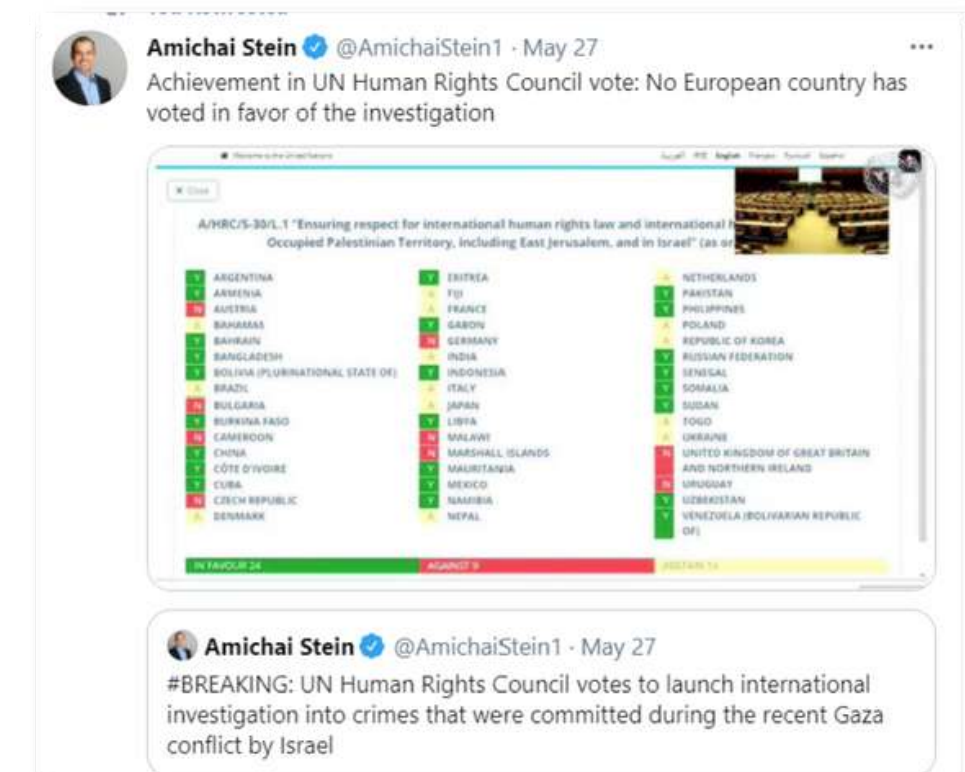 Amichai Stein @AmichaiStein1 · May 27
Achievement in UN Human Rights Council vote: No European country has
voted in favor of the investigation
Welcome to the United Nations
English
Close
A/HRC/S-30/L.1 "Ensuring respect for international human rights law and international
Occupied Palestinian Territory, including East Jerusalem, and in Israel" (as or
Y ARGENTINA
Y ARMENIA
N AUSTRIA
A BAHAMAS
Y BAHRAIN
Y BANGLADESH
Y BOLIVIA (PLURINATIONAL STATE OF)
A BRAZIL
N BULGARIA
Y BURKINA FASO
N CAMEROON
Y CHINA
Y CÔTE D'IVOIRE
Y CUBA
N CZECH REPUBLIC
A DENMARK
Y ERITREA
A FIJI
A FRANCE
Y GABON
N GERMANY
A INDIA
Y INDONESIA
A ITALY
A JAPAN
Y LIBYA
N MALAWI
N MARSHALL ISLANDS
Y MAURITANIA
Y MEXICO
Y NAMIBIA
A NEPAL
A NETHERLANDS
Y PAKISTAN
Y PHILIPPINES
A POLAND
A REPUBLIC OF KOREA
Y RUSSIAN FEDERATION
Y SENEGAL
Y SOMALIA
Y SUDAN
A TOGO
A UKRAINE
N UNITED KINGDOM OF GREAT BRITAIN
AND NORTHERN IRELAND
N URUGUAY
Y UZBEKISTAN
Y VENEZUELA (BOLIVARIAN REPUBLIC
OF)
IN FAVOUR 24
AGAINST 9
ABSTAIN
Amichai Stein @AmichaiStein1 · May 27
#BREAKING: UN Human Rights Council votes to launch international
investigation into crimes that were committed during the recent Gaza
conflict by Israel